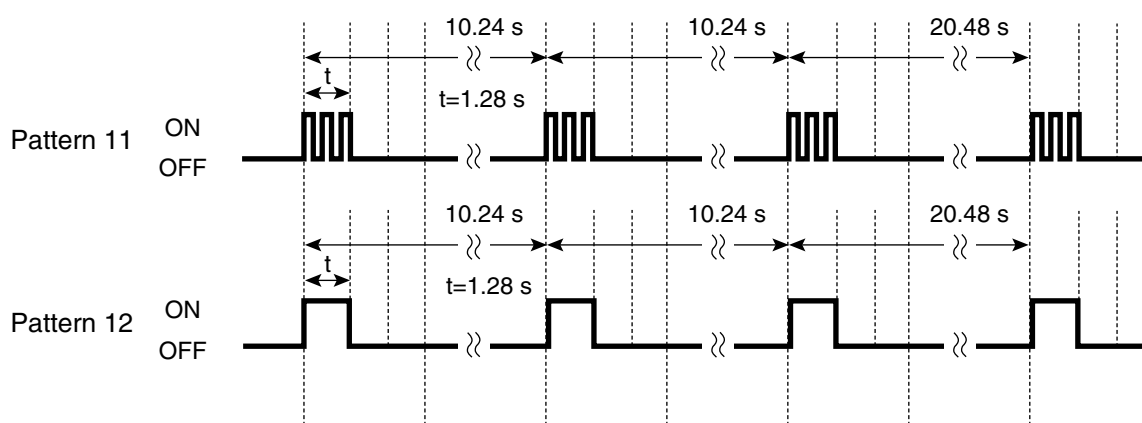 10.24 s 10.24 s 20.48 s
t
t=1.28 s
Pattern 11 ON
OFF
10.24 s 10.24 s 20.48 s
t
t=1.28 s
Pattern 12 ON
OFF